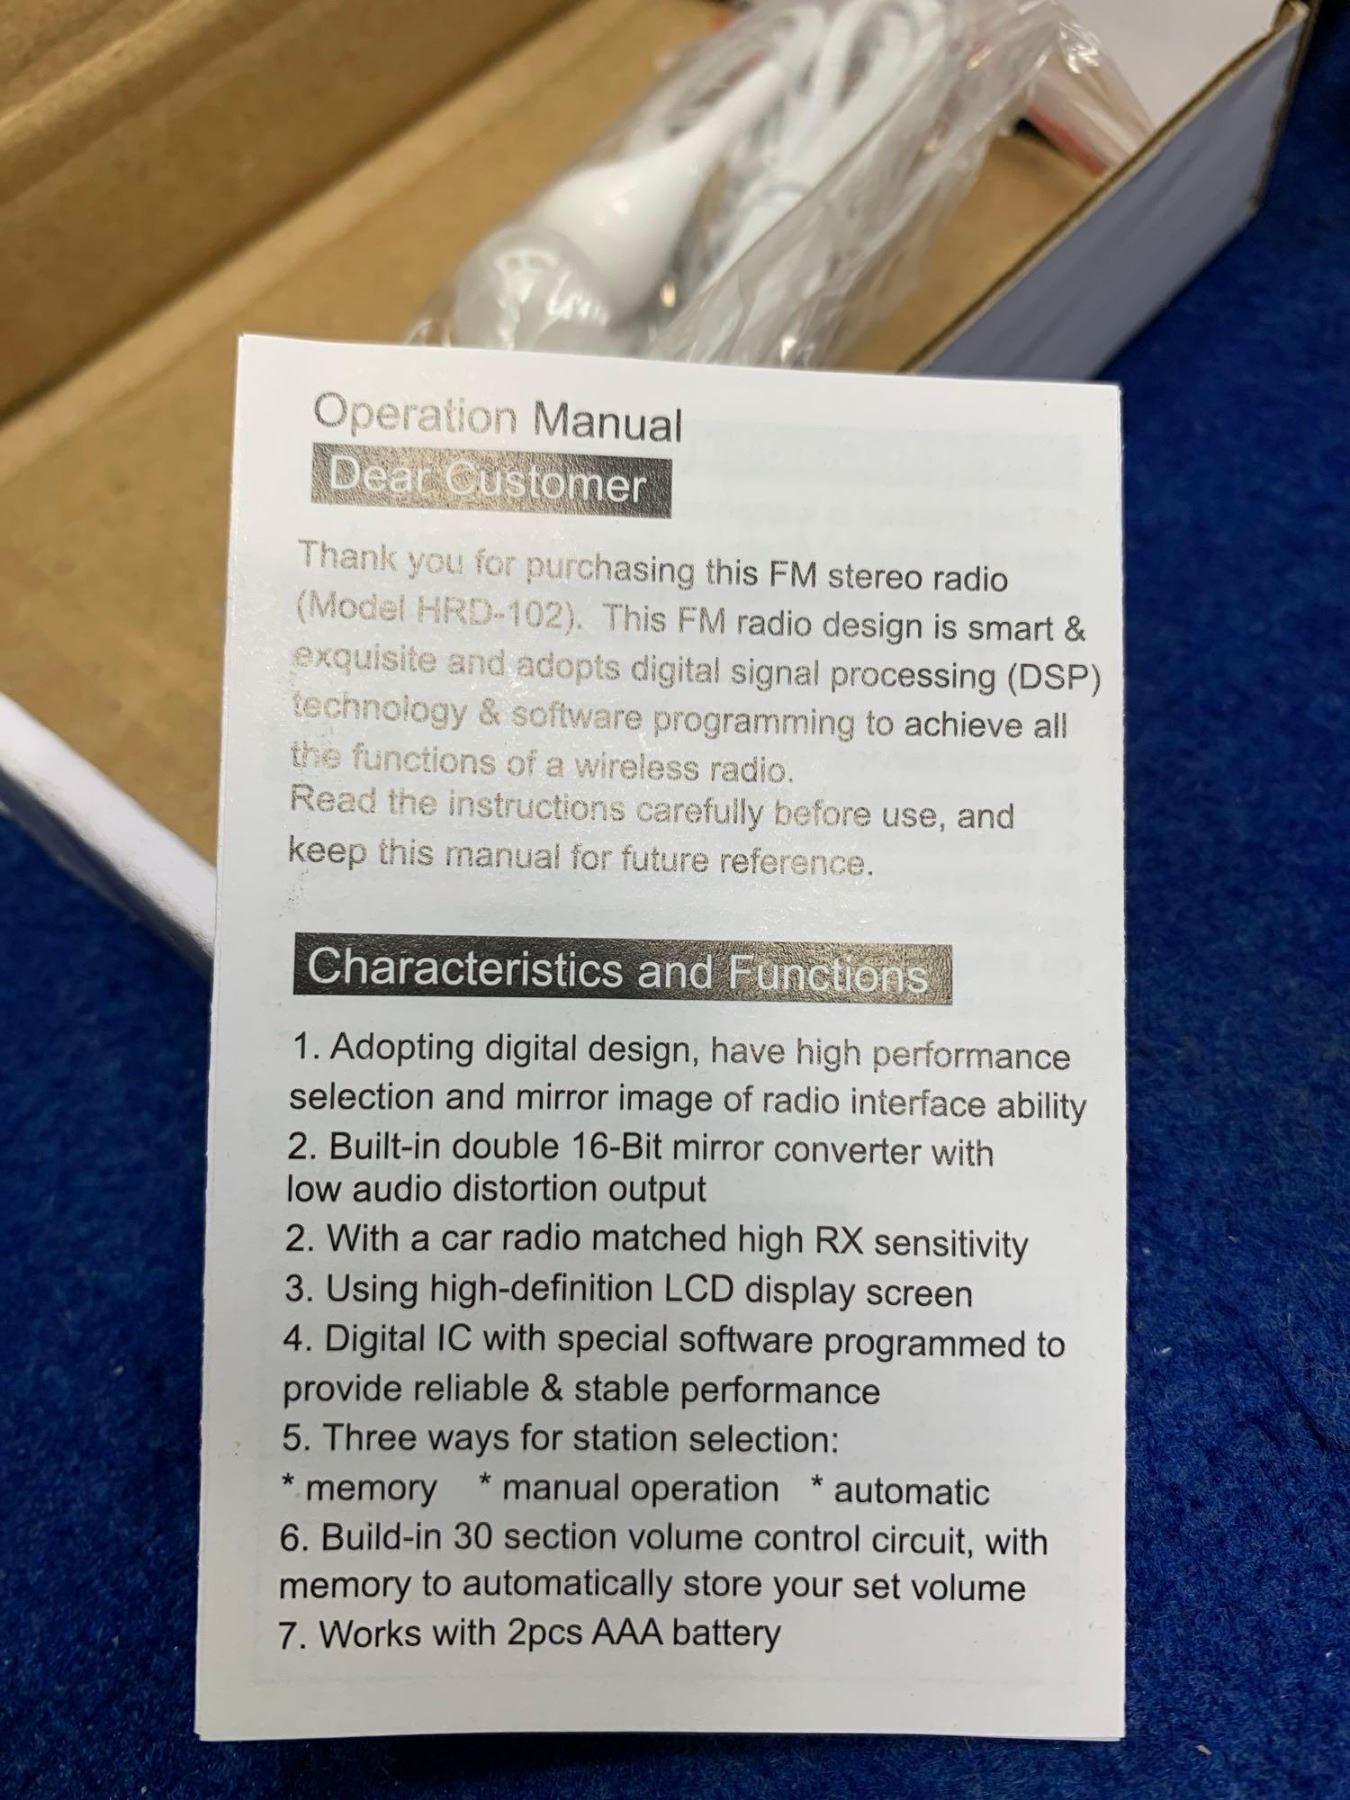 Operation Manual
Dear Customer
Thank you for purchasing this FM stereo radio
(Model HRD-102). This FM radio design is smart &
exquisite and adopts digital signal processing (DSP)
technology & software programming to achieve all
the functions of a wireless radio.
Read the instructions carefully before use, and
keep this manual for future reference.
Characteristics and Functions
1. Adopting digital design, have high performance
selection and mirror image of radio interface ability
2. Built-in double 16-Bit mirror converter with
low audio distortion output
2. With a car radio matched high RX sensitivity
3. Using high-definition LCD display screen
4. Digital IC with special software programmed to
provide reliable & stable performance
5. Three ways for station selection:
* memory * manual operation * automatic
6. Build-in 30 section volume control circuit, with
memory to automatically store your set volume
7. Works with 2pcs AAA battery